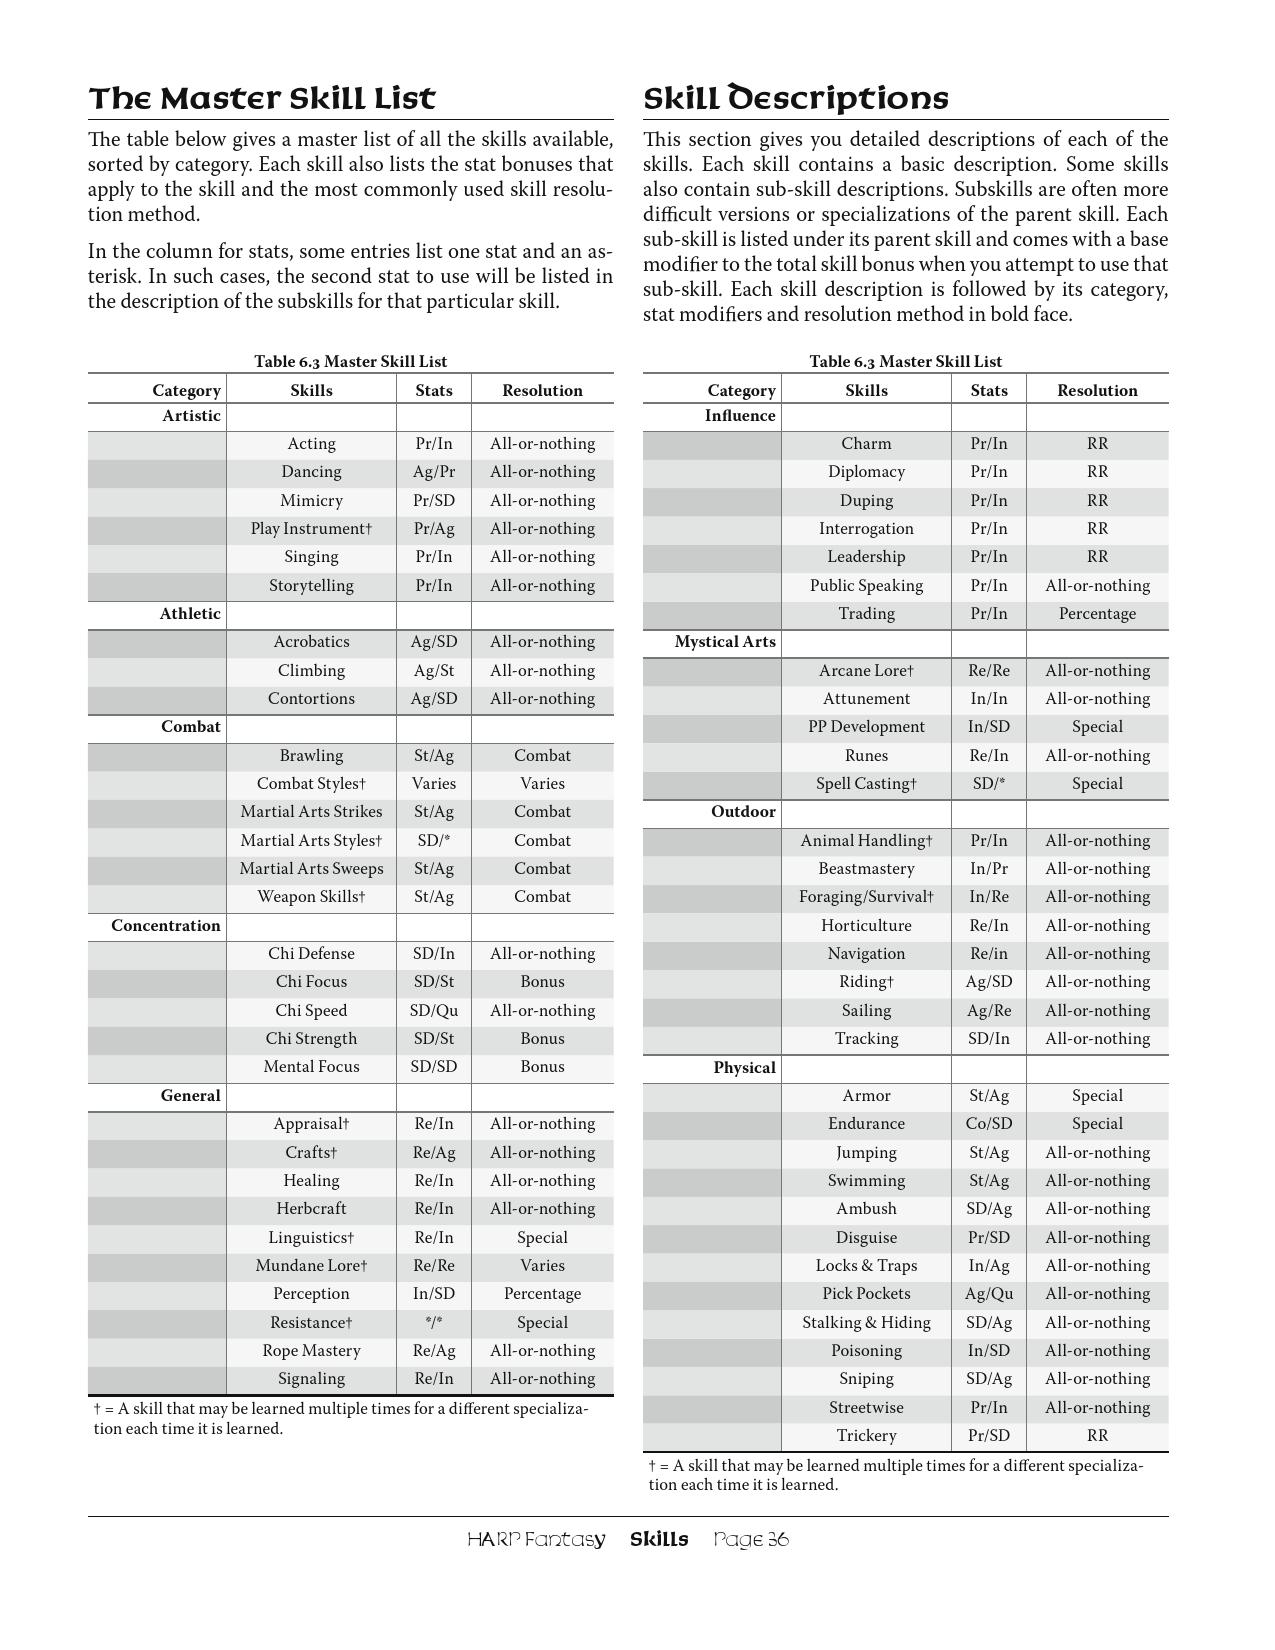 The Master Skill List
The table below gives a master list of all the skills available,
sorted by category. Each skill also lists the stat bonuses that
apply to the skill and the most commonly used skill resolu-
tion method.
In the column for stats, some entries list one stat and an as-
terisk. In such cases, the second stat to use will be listed in
the description of the subskills for that particular skill.
Table 6.3 Master Skill List
Category Skills Stats Resolution
Artistic
Acting Pr/In All-or-nothing
Dancing Ag/Pr All-or-nothing
Mimicry Pr/SD All-or-nothing
Play Instrument† Pr/Ag All-or-nothing
Singing Pr/In All-or-nothing
Storytelling Pr/In All-or-nothing
Athletic
Acrobatics Ag/SD All-or-nothing
Climbing Ag/St All-or-nothing
Contortions Ag/SD All-or-nothing
Combat
Brawling St/Ag Combat
Combat Styles† Varies Varies
Martial Arts Strikes St/Ag Combat
Martial Arts Styles† SD/* Combat
Martial Arts Sweeps St/Ag Combat
Weapon Skills† St/Ag Combat
Concentration
Chi Defense SD/In All-or-nothing
Chi Focus SD/St Bonus
Chi Speed SD/Qu All-or-nothing
Chi Strength SD/St Bonus
Mental Focus SD/SD Bonus
General
Appraisal† Re/In All-or-nothing
Crafts† Re/Ag All-or-nothing
Healing Re/In All-or-nothing
Herbcraft Re/In All-or-nothing
Linguistics† Re/In Special
Mundane Lore† Re/Re Varies
Perception In/SD Percentage
Resistance† */* Special
Rope Mastery Re/Ag All-or-nothing
Signaling Re/In All-or-nothing
† = A skill that may be learned multiple times for a different specializa-
tion each time it is learned.
Skill Descriptions
This section gives you detailed descriptions of each of the
skills. Each skill contains a basic description. Some skills
also contain sub-skill descriptions. Subskills are often more
difficult versions or specializations of the parent skill. Each
sub-skill is listed under its parent skill and comes with a base
modifier to the total skill bonus when you attempt to use that
sub-skill. Each skill description is followed by its category,
stat modifiers and resolution method in bold face.
Table 6.3 Master Skill List
Category Skills Stats Resolution
Influence
Charm Pr/In RR
Diplomacy Pr/In RR
Duping Pr/In RR
Interrogation Pr/In RR
Leadership Pr/In RR
Public Speaking Pr/In All-or-nothing
Trading Pr/In Percentage
Mystical Arts
Arcane Lore† Re/Re All-or-nothing
Attunement In/In All-or-nothing
PP Development In/SD Special
Runes Re/In All-or-nothing
Spell Casting† SD/* Special
Outdoor
Animal Handling† Pr/In All-or-nothing
Beastmastery In/Pr All-or-nothing
Foraging/Survival† In/Re All-or-nothing
Horticulture Re/In All-or-nothing
Navigation Re/in All-or-nothing
Riding† Ag/SD All-or-nothing
Sailing Ag/Re All-or-nothing
Tracking SD/In All-or-nothing
Physical
Armor St/Ag Special
Endurance Co/SD Special
Jumping St/Ag All-or-nothing
Swimming St/Ag All-or-nothing
Ambush SD/Ag All-or-nothing
Disguise Pr/SD All-or-nothing
Locks & Traps In/Ag All-or-nothing
Pick Pockets Ag/Qu All-or-nothing
Stalking & Hiding SD/Ag All-or-nothing
Poisoning In/SD All-or-nothing
Sniping SD/Ag All-or-nothing
Streetwise Pr/In All-or-nothing
Trickery Pr/SD RR
† = A skill that may be learned multiple times for a different specializa-
tion each time it is learned.
HARP Fantasy Skills Page 36